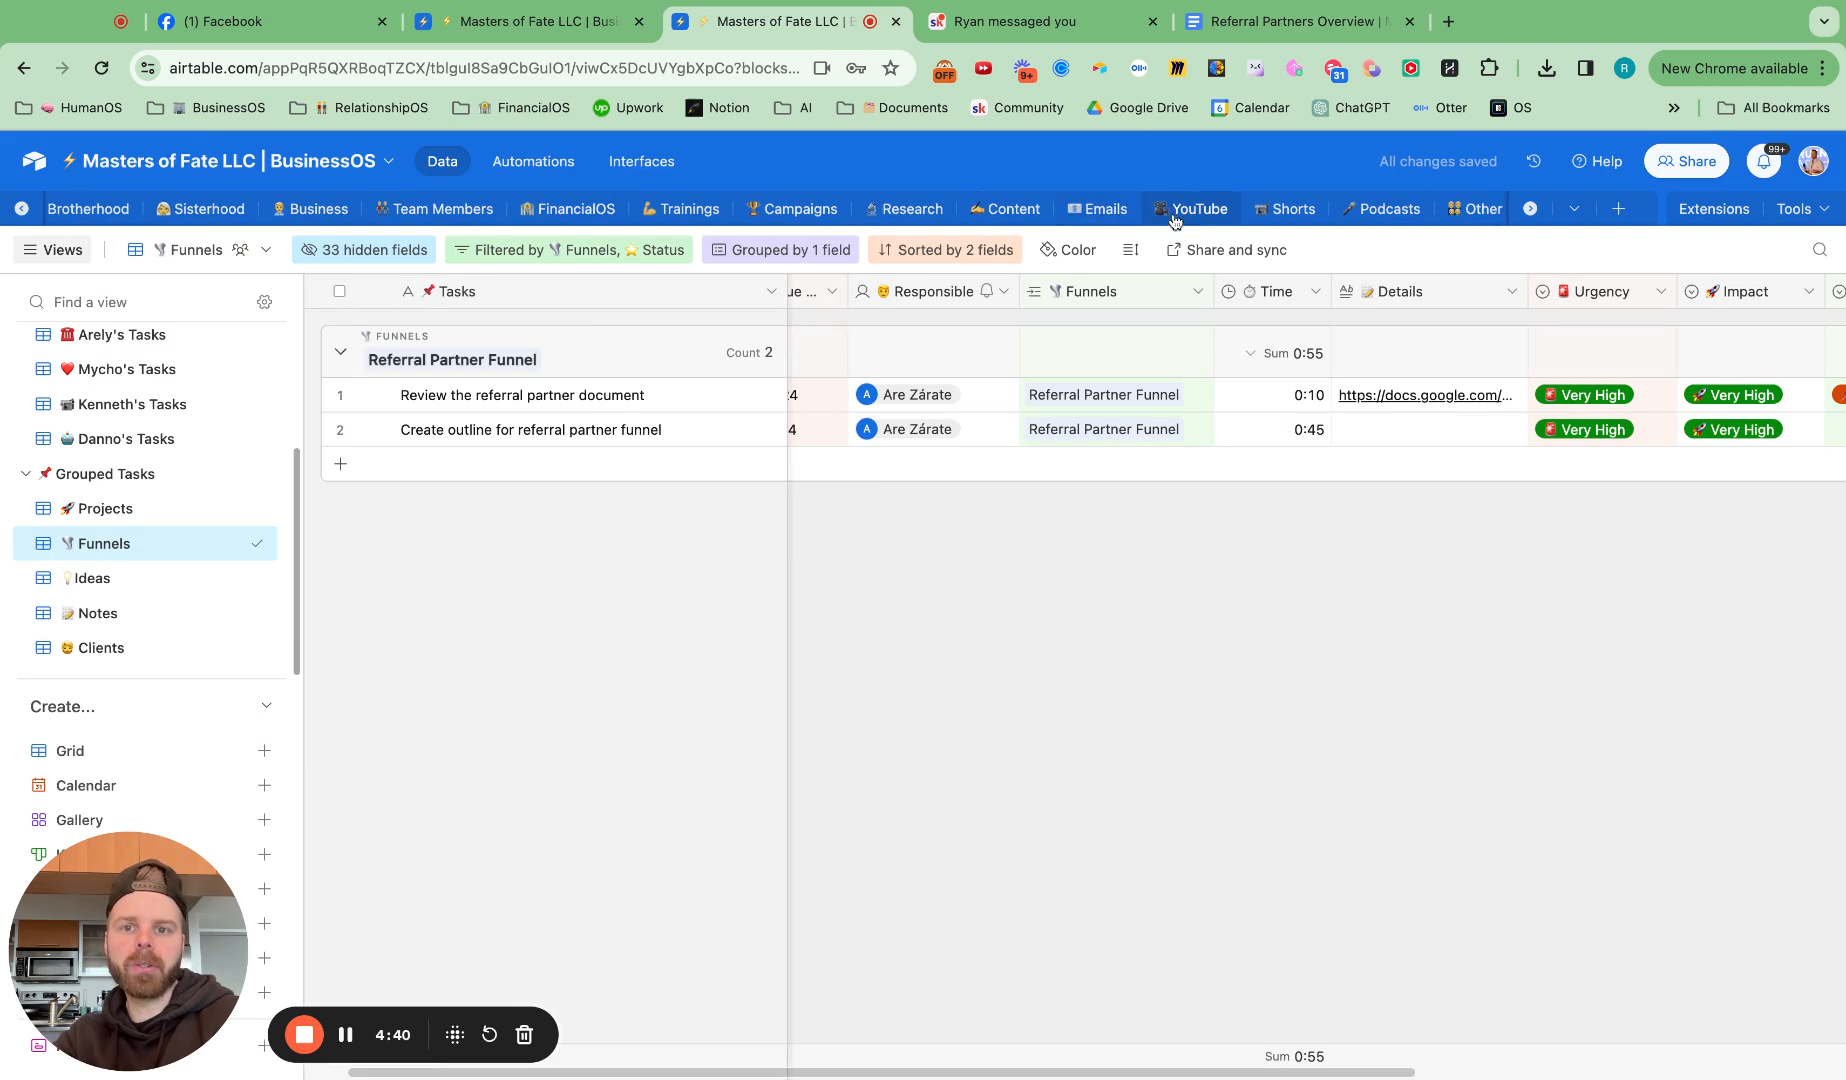 (1) Facebook
Masters of Fate LLC | Busi
Masters of Fate LLC | B
Ryan messaged you
Referral Partners Overview |
airtable.com/appPqR5QXRBoqTZCX/tblgul8Sa9CbGulO1/viwCx5DcUVYgbXpCo?blocks...
OFF
9+
31
R
New Chrome available
HumanOS
BusinessOS
RelationshipOS
FinancialOS
Upwork
Notion
AI
Documents
Community
Google Drive
Calendar
ChatGPT
Otter
OS
All Bookmarks
Masters of Fate LLC | BusinessOS
Data
Automations
Interfaces
All changes saved
Help
Share
99+
Brotherhood
Sisterhood
Business
Team Members
FinancialOS
Trainings
Campaigns
Research
Content
Emails
YouTube
Shorts
Podcasts
Other
Extensions
Tools
Views
Funnels
33 hidden fields
Filtered by Funnels, Status
Grouped by 1 field
Sorted by 2 fields
Color
Share and sync
Find a view
Arely's Tasks
Mycho's Tasks
Kenneth's Tasks
Danno's Tasks
Grouped Tasks
Projects
Funnels
Ideas
Notes
Clients
Create...
Grid
Calendar
Gallery
Tasks
ue ...
Responsible
Funnels
Time
Details
Urgency
Impact
FUNNELS
Referral Partner Funnel
Count 2
Sum 0:55
1 Review the referral partner document 24 A Are Zárate Referral Partner Funnel 0:10 https://docs.google.com/... Very High Very High
2 Create outline for referral partner funnel 4 A Are Zárate Referral Partner Funnel 0:45 Very High Very High
Sum 0:55
4:40